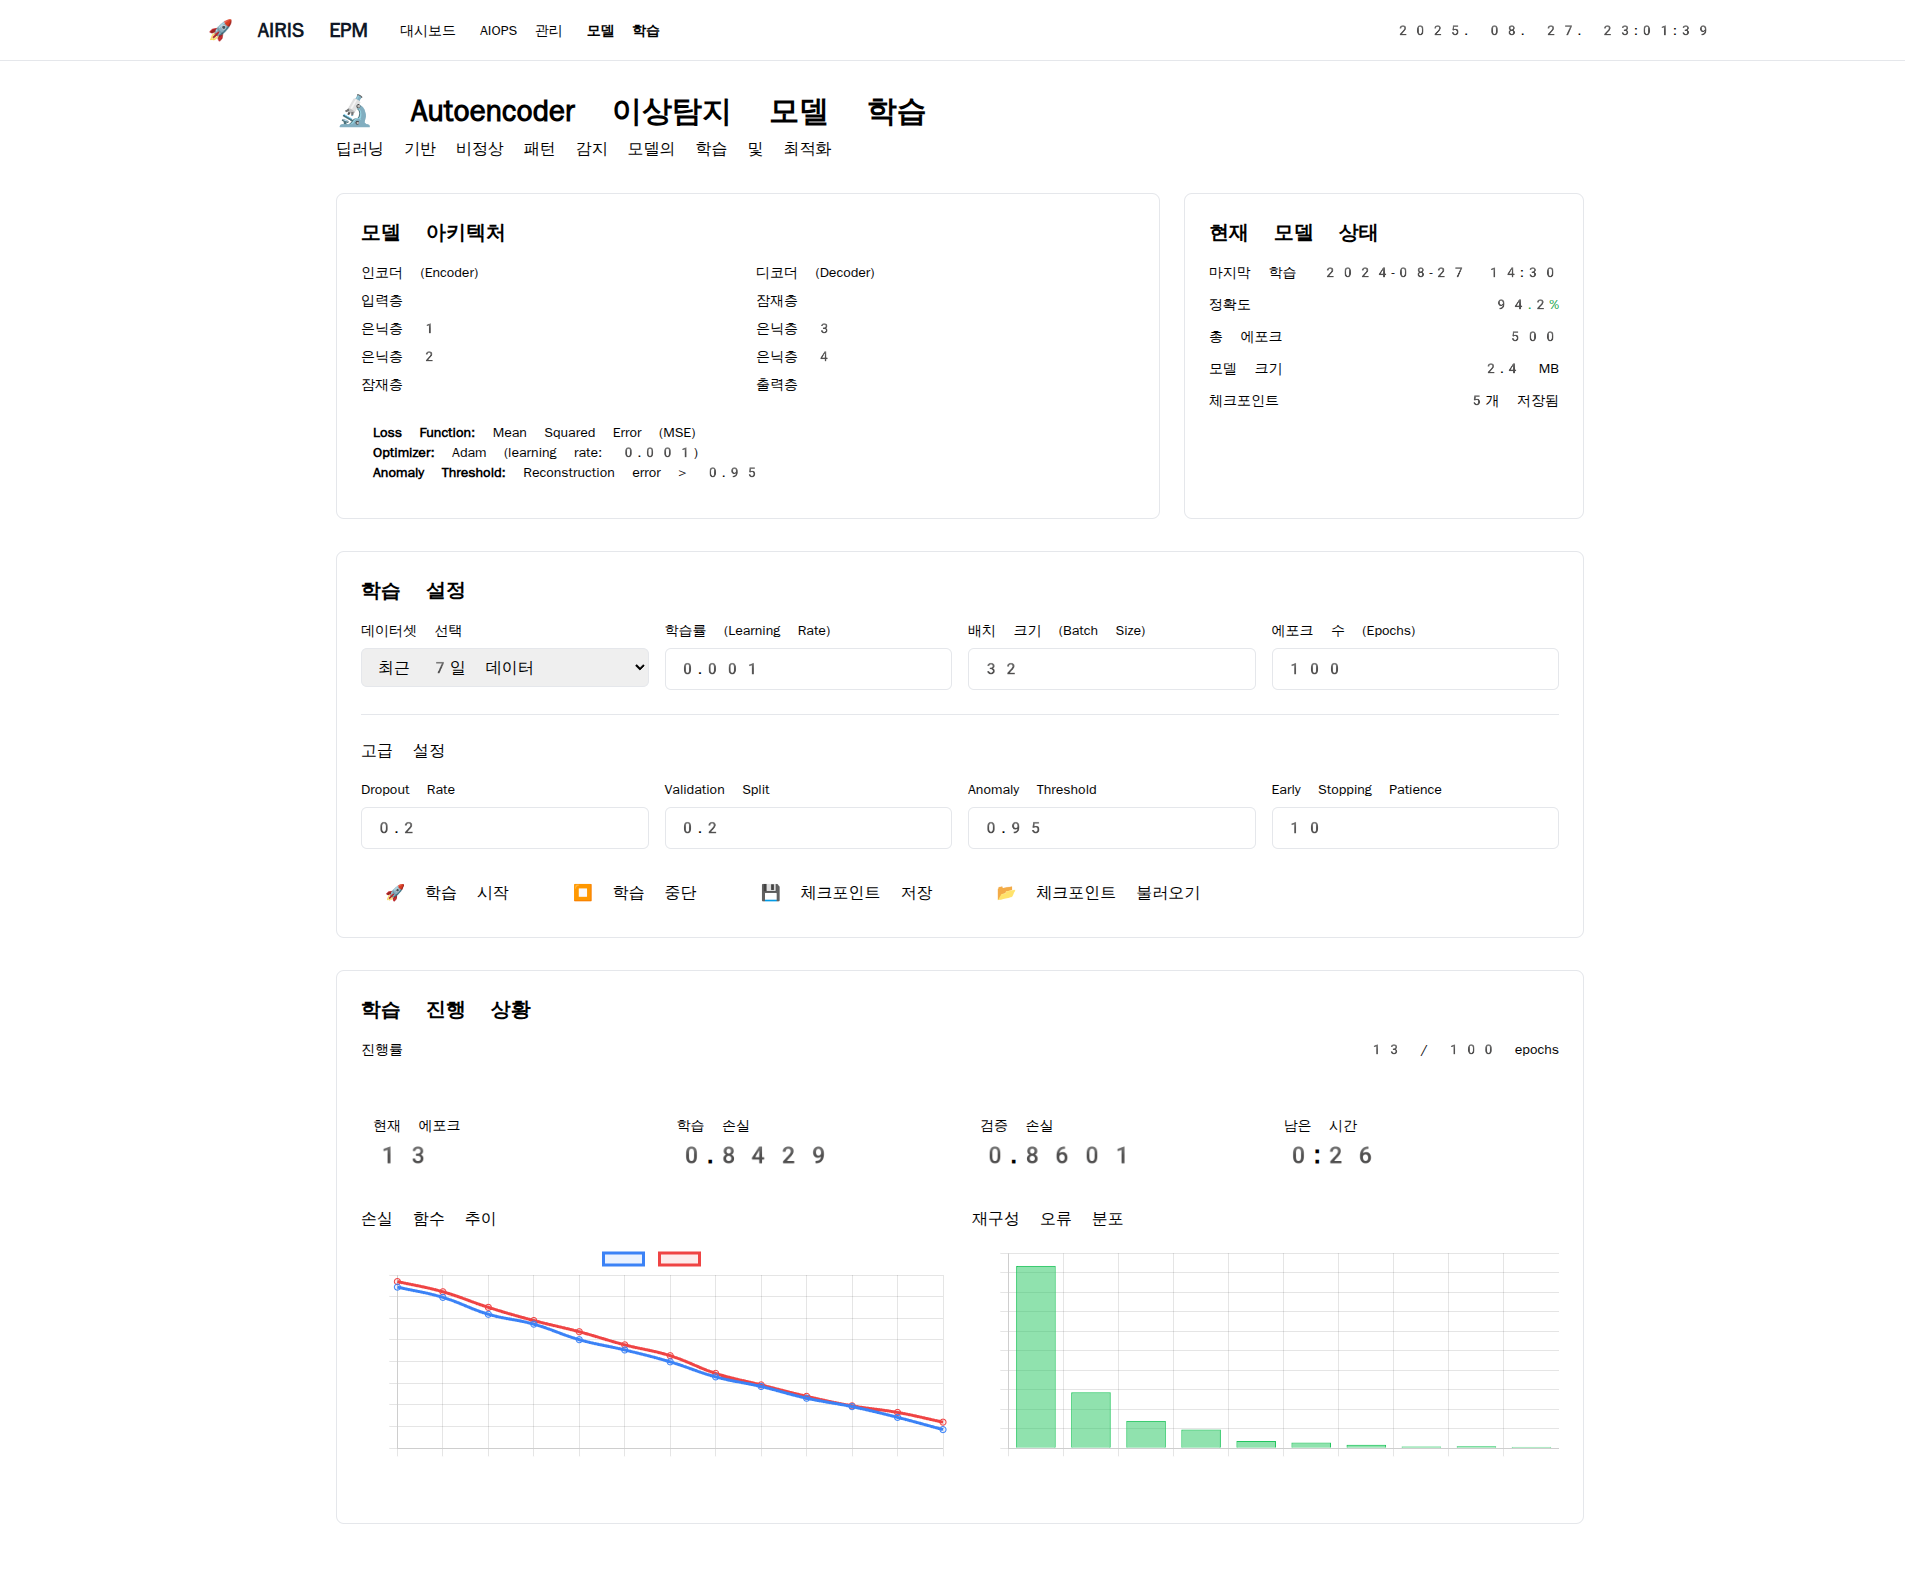 🚀 AIRIS EPM 대시보드 AIOPS 관리 모델 학습 2025. 08. 27. 23:01:39
🔬 Autoencoder 이상탐지 모델 학습
딥러닝 기반 비정상 패턴 감지 모델의 학습 및 최적화
모델 아키텍처
인코더 (Encoder)
입력층
은닉층 1
은닉층 2
잠재층
디코더 (Decoder)
잠재층
은닉층 3
은닉층 4
출력층
Loss Function: Mean Squared Error (MSE)
Optimizer: Adam (learning rate: 0.001)
Anomaly Threshold: Reconstruction error > 0.95
현재 모델 상태
마지막 학습 2024-08-27 14:30
정확도 94.2%
총 에포크 500
모델 크기 2.4 MB
체크포인트 5개 저장됨
학습 설정
데이터셋 선택 학습률 (Learning Rate) 배치 크기 (Batch Size) 에포크 수 (Epochs)
최근 7일 데이터 0.001 32 100
고급 설정
Dropout Rate Validation Split Anomaly Threshold Early Stopping Patience
0.2 0.2 0.95 10
🚀 학습 시작 ⏹️ 학습 중단 💾 체크포인트 저장 📂 체크포인트 불러오기
학습 진행 상황
진행률 13 / 100 epochs
현재 에포크 학습 손실 검증 손실 남은 시간
13 0.8429 0.8601 0:26
손실 함수 추이 재구성 오류 분포